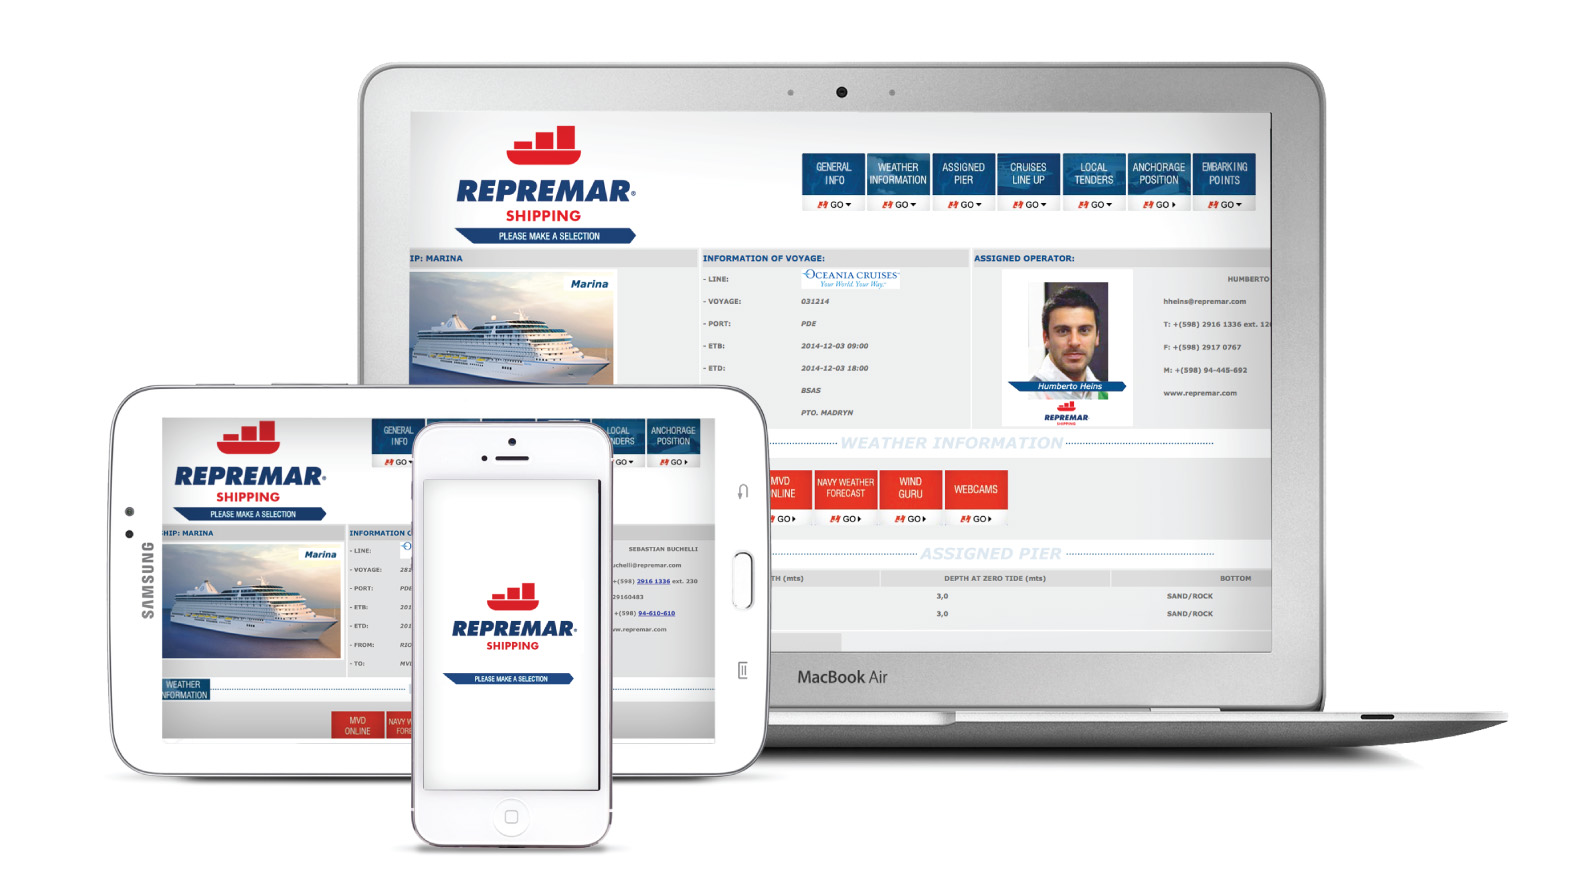 REPREMAR®
SHIPPING
PLEASE MAKE A SELECTION
GENERAL INFO
GO
WEATHER INFORMATION
GO
ASSIGNED PIER
GO
CRUISES LINE UP
GO
LOCAL TENDERS
GO
ANCHORAGE POSITION
GO
EMBARKING POINTS
GO
IP: MARINA
Marina
INFORMATION OF VOYAGE:
- LINE:
OCEANIA CRUISES
Your World. Your Way.
- VOYAGE: 031214
- PORT: PDE
- ETB: 2014-12-03 09:00
- ETD: 2014-12-03 18:00
BSAS
PTO. MADRYN
ASSIGNED OPERATOR:
Humberto Heins
REPREMAR
SHIPPING
HUMBERTO
hheins@repremar.com
T: +(598) 2916 1336 ext. 12
F: +(598) 2917 0767
M: +(598) 94-445-692
www.repremar.com
WEATHER INFORMATION
MVD
NLINE
GO
NAVY WEATHER FORECAST
GO
WIND GURU
GO
WEBCAMS
GO
ASSIGNED PIER
TH (mts)
DEPTH AT ZERO TIDE (mts)
BOTTOM
3,0 SAND/ROCK
3,0 SAND/ROCK
MacBook Air
SAMSUNG
REPREMAR®
SHIPPING
PLEASE MAKE A SELECTION
GENERAL INFO
GO
LOCAL
NDERS
GO
ANCHORAGE POSITION
GO
HIP: MARINA
Marina
INFORMATION O
- LINE:
- VOYAGE: 281
- PORT: PDE
- ETB: 201
- ETD: 201
- FROM: RIO
- TO: MVD
SEBASTIAN BUCHELLI
uchelli@repremar.com
+(598) 2916 1336 ext. 230
29160483
+(598) 94-610-610
ww.repremar.com
WEATHER
NFORMATION
MVD ONLINE
NAVY W
FORE
REPREMAR®
SHIPPING
PLEASE MAKE A SELECTION